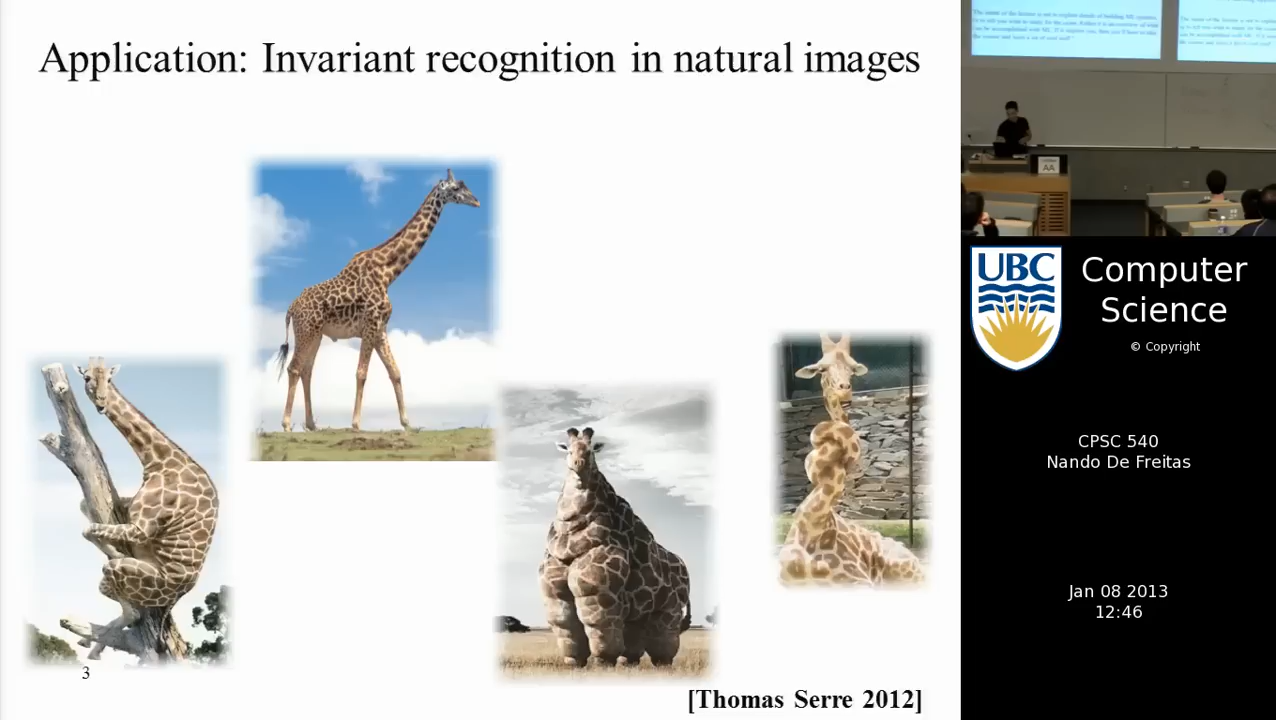 Application: Invariant recognition in natural images
3
[Thomas Serre 2012]
AA
UBC
Computer
Science
© Copyright
CPSC 540
Nando De Freitas
Jan 08 2013
12:46